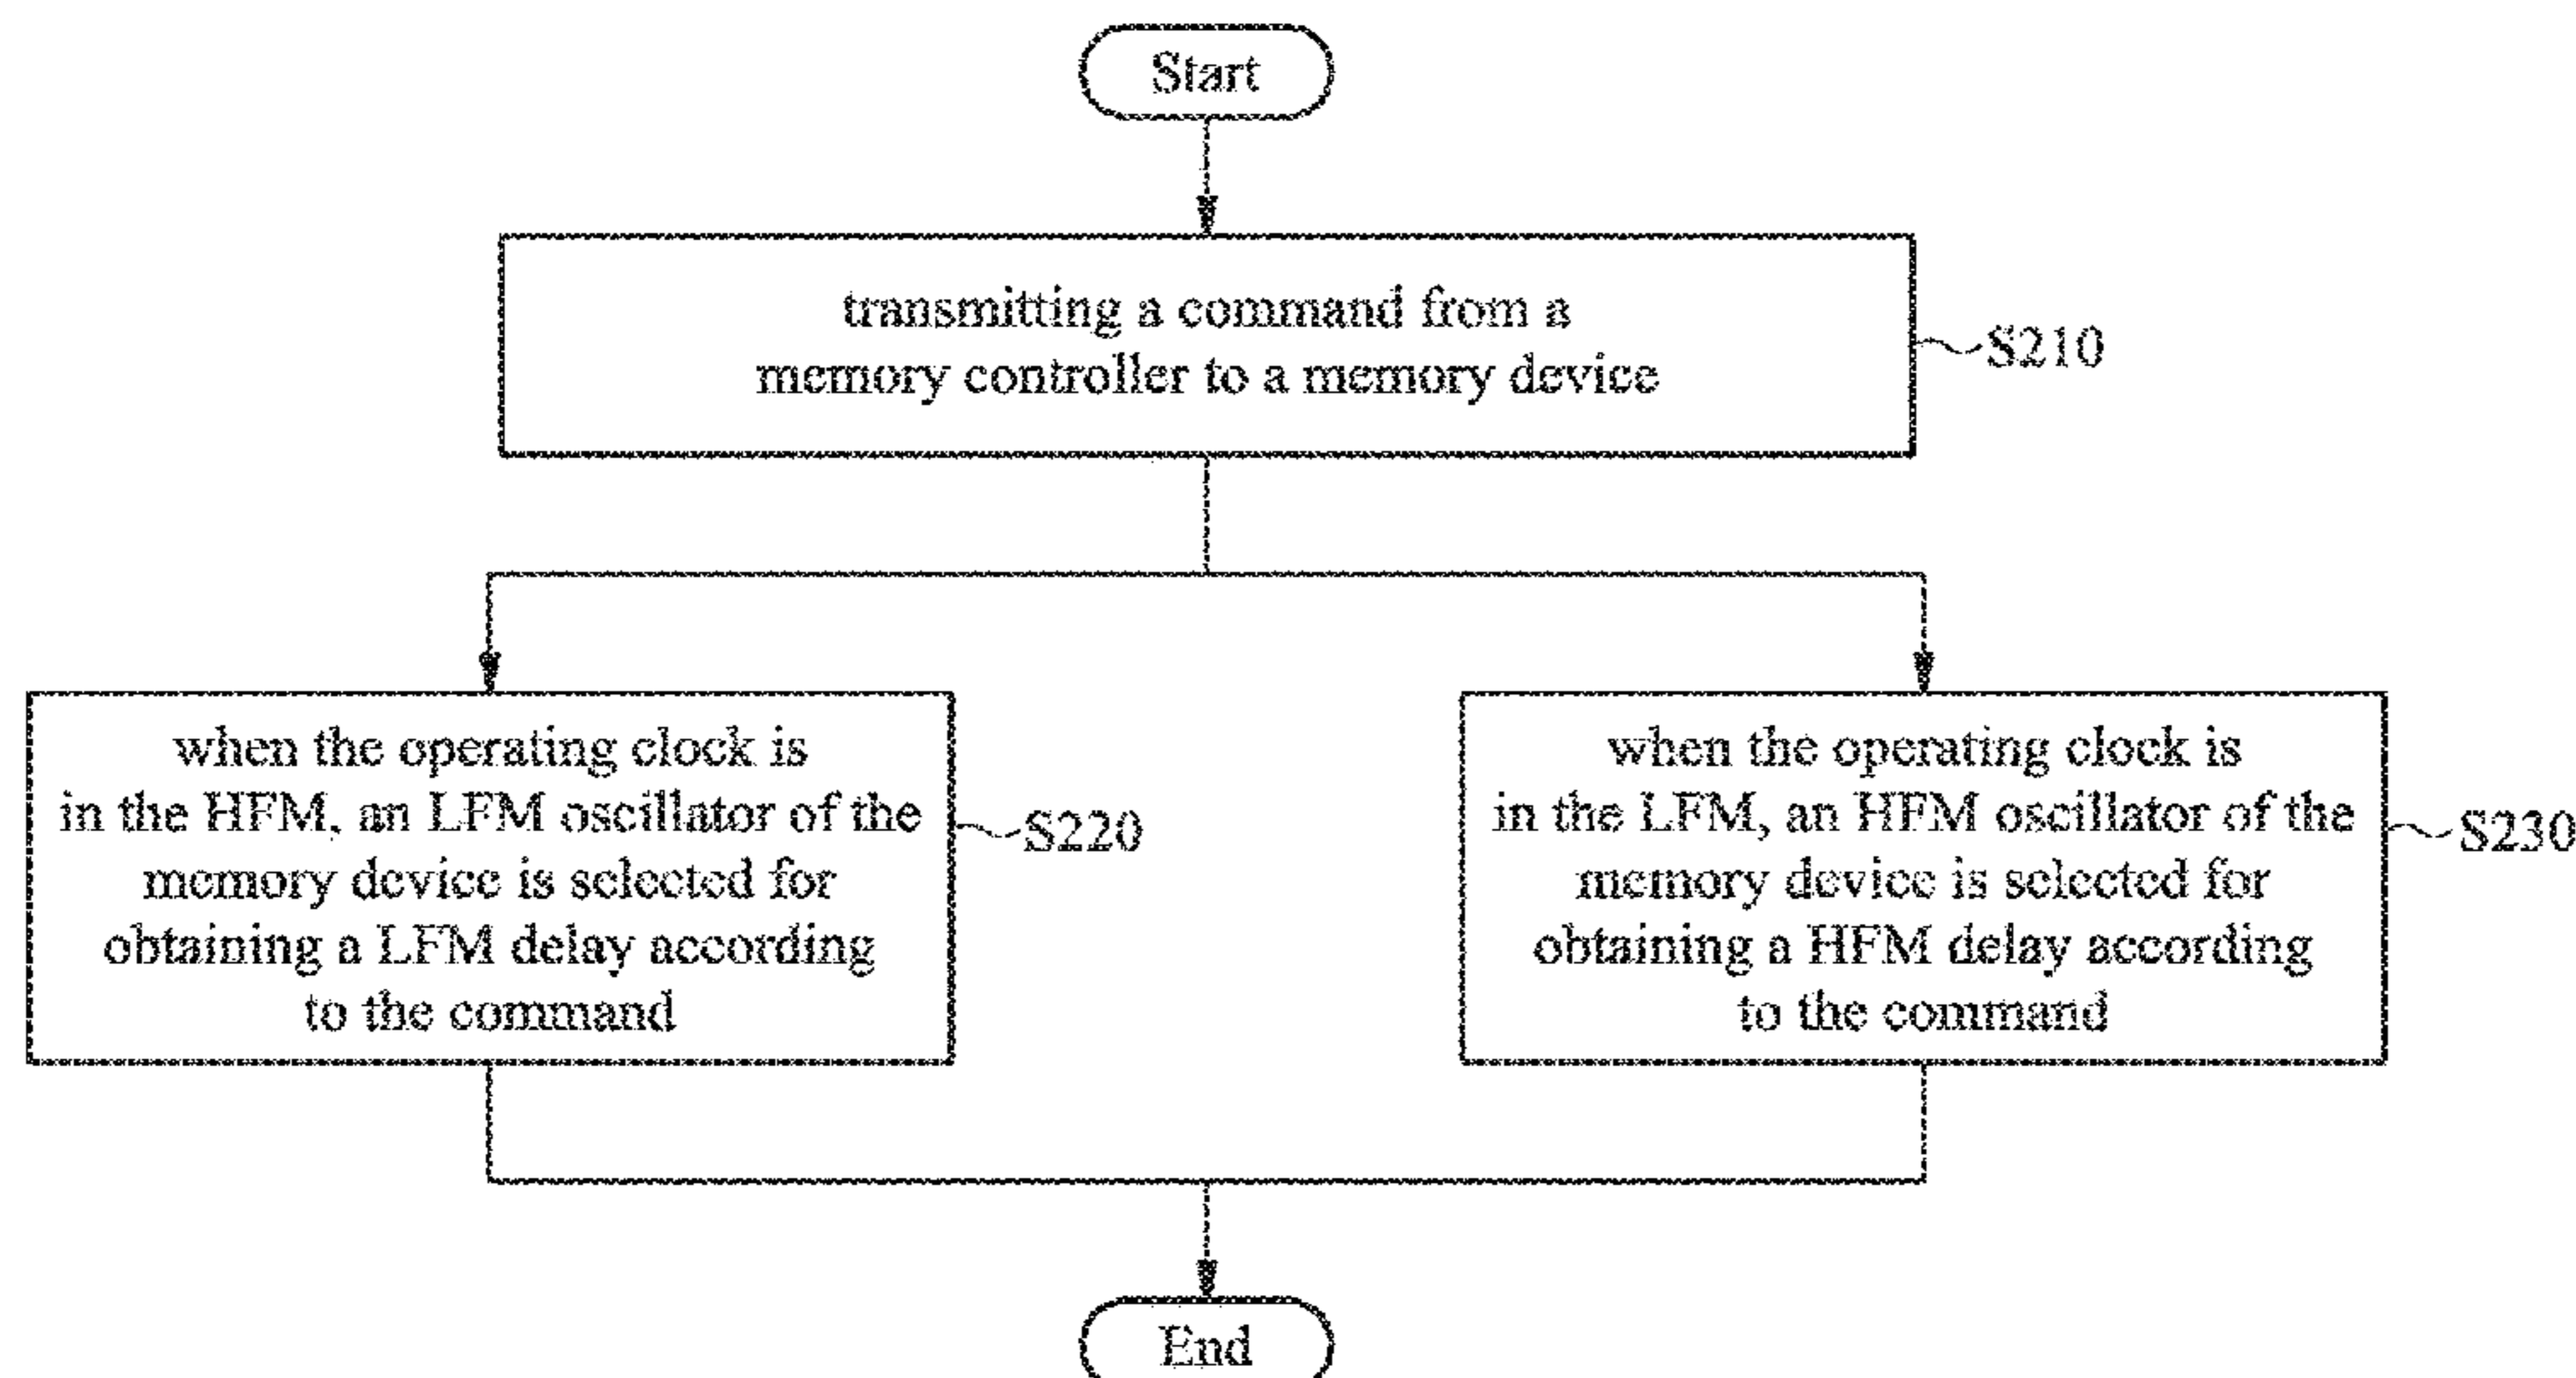 Start
transmitting a command from a
memory controller to a memory device
S210
when the operating clock is
in the HFM, an LFM oscillator of the
memory device is selected for
obtaining a LFM delay according
to the command
S220
when the operating clock is
in the LFM, an HFM oscillator of the
memory device is selected for
obtaining a HFM delay according
to the command
S230
End